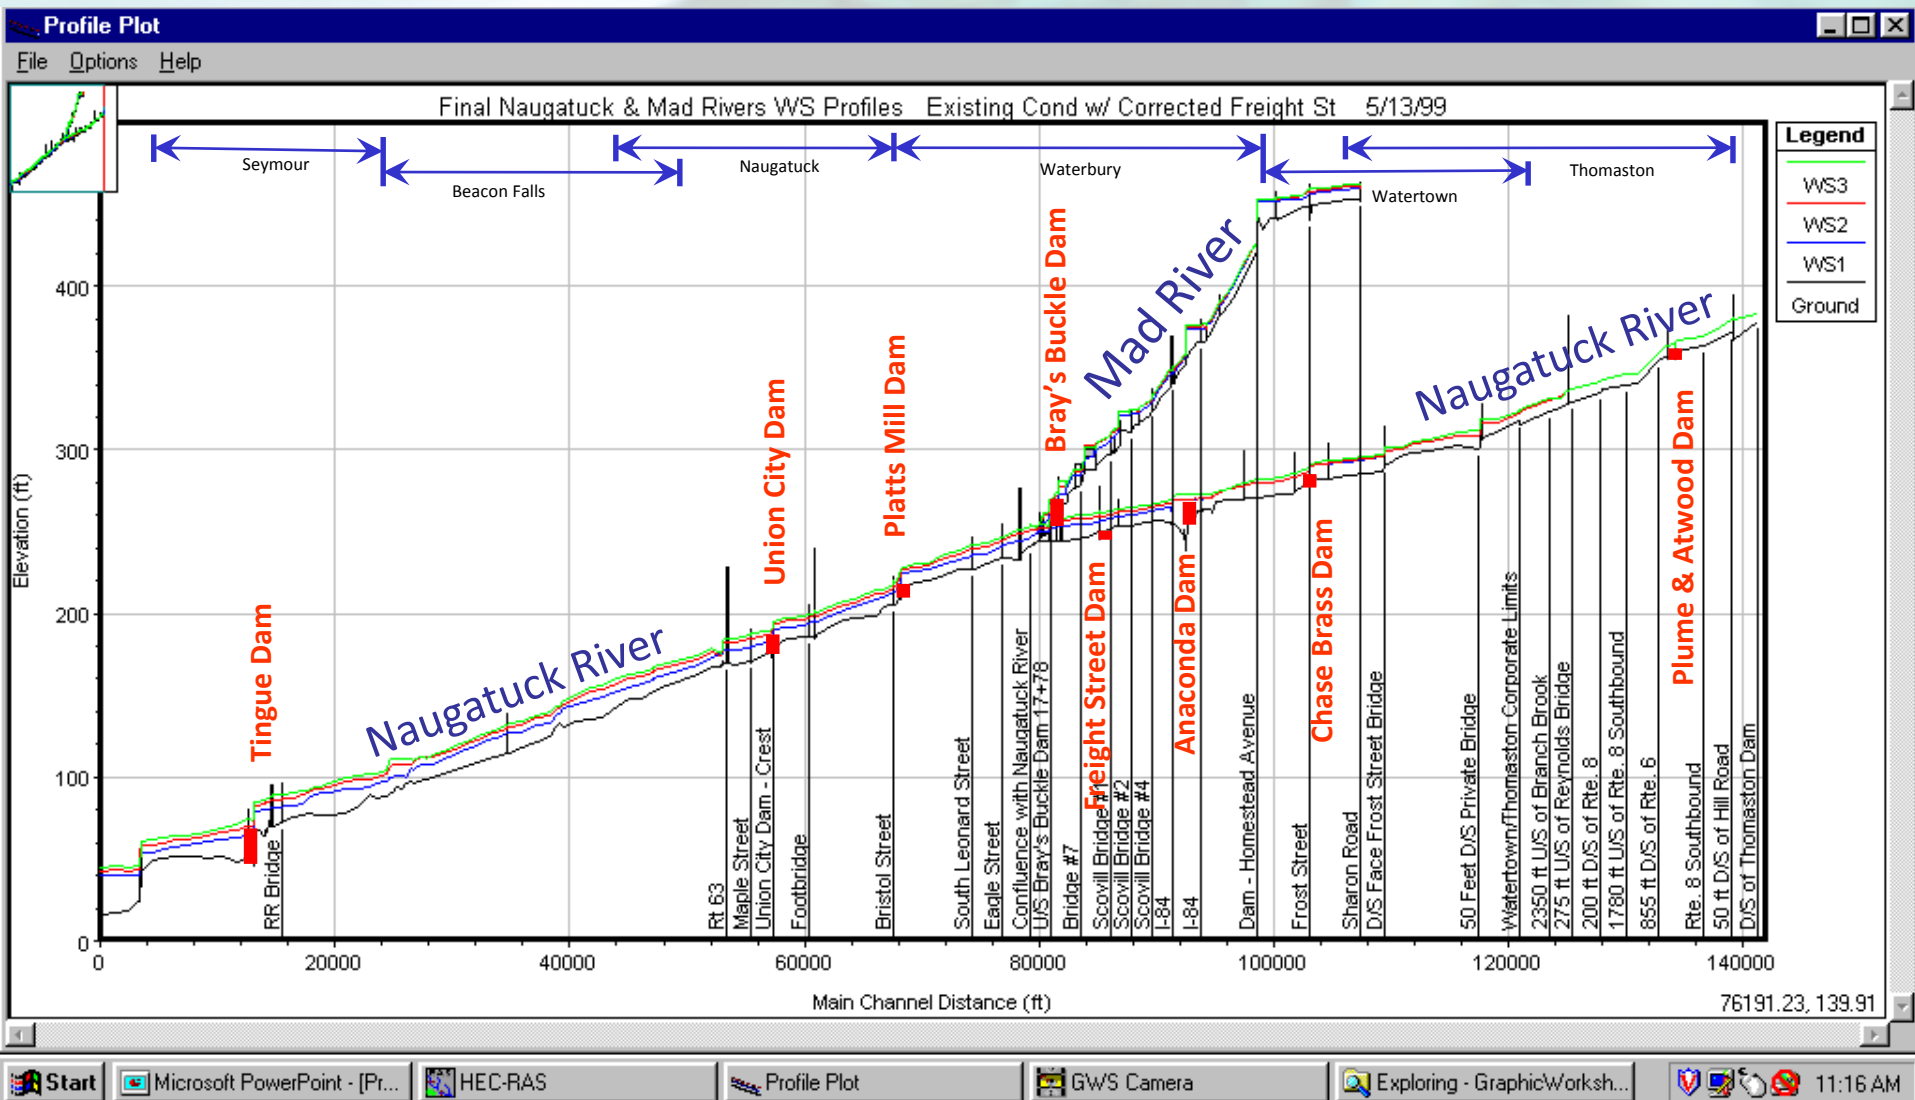 Profile Plot
File Options Help
Final Naugatuck & Mad Rivers WS Profiles Existing Cond w/ Corrected Freight St 5/13/99
Legend
WS3
WS2
WS1
Ground
Seymour
Beacon Falls
Naugatuck
Waterbury
Watertown
Thomaston
Elevation (ft)
400
300
200
100
0
Tingue Dam
Naugatuck River
Union City Dam
Platts Mill Dam
Bray's Buckle Dam
Mad River
Freight Street Dam
Anaconda Dam
Chase Brass Dam
Naugatuck River
Plume & Atwood Dam
RR Bridge
Rt 63
Maple Street
Union City Dam - Crest
Footbridge
Bristol Street
South Leonard Street
Eagle Street
Confluence with Naugatuck River
U/S Bray's Buckle Dam 17+78
Bridge #7
Scovill Bridge #1
Scovill Bridge #2
Scovill Bridge #4
I-84
I-84
Dam - Homestead Avenue
Frost Street
Sharon Road
D/S Face Frost Street Bridge
50 Feet D/S Private Bridge
Watertown/Thomaston Corporate Limits
2350 ft U/S of Branch Brook
275 ft U/S of Reynolds Bridge
200 ft D/S of Rte. 8
1780 ft U/S of Rte. 8 Southbound
855 ft D/S of Rte. 6
Rte. 8 Southbound
50 ft D/S of Hill Road
D/S of Thomaston Dam
0 20000 40000 60000 80000 100000 120000 140000
Main Channel Distance (ft)
76191.23, 139.91
Start
Microsoft PowerPoint - [Pr...
HEC-RAS
Profile Plot
GWS Camera
Exploring - GraphicWorksh...
11:16 AM